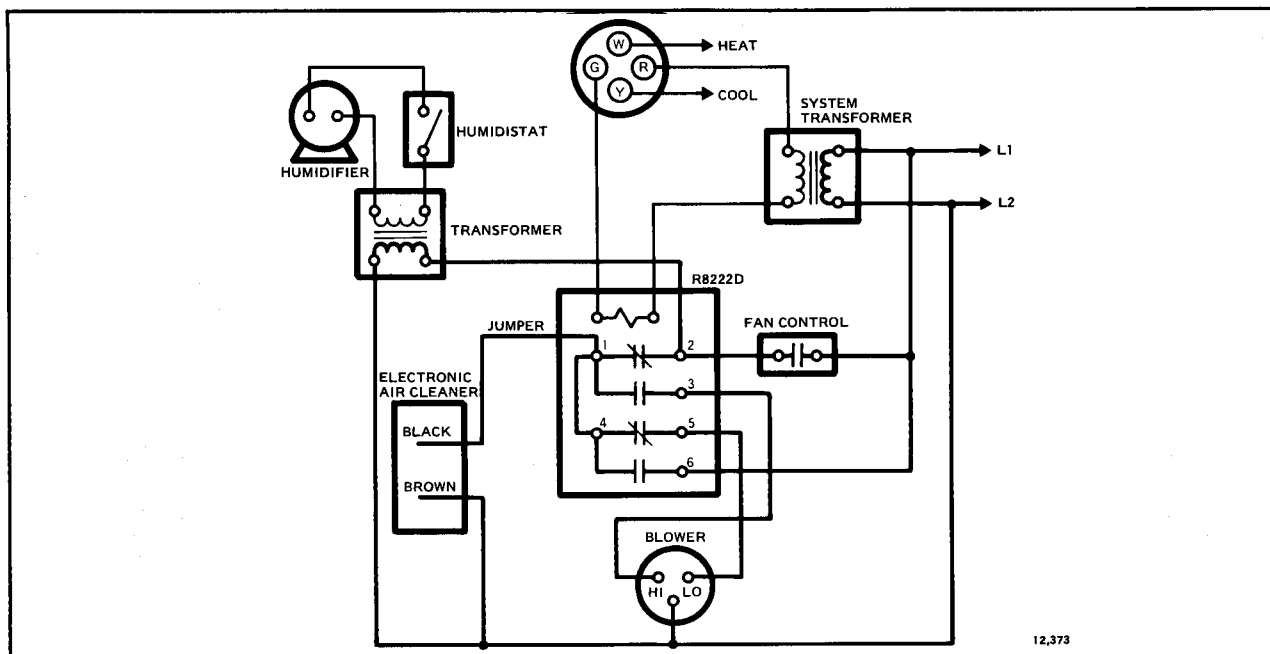 W
HEAT
G
R
Y
COOL
SYSTEM
TRANSFORMER
L1
L2
HUMIDISTAT
HUMIDIFIER
TRANSFORMER
R8222D
JUMPER
FAN CONTROL
1
2
3
4
5
6
ELECTRONIC
AIR CLEANER
BLACK
BROWN
BLOWER
HI
LO
12,373